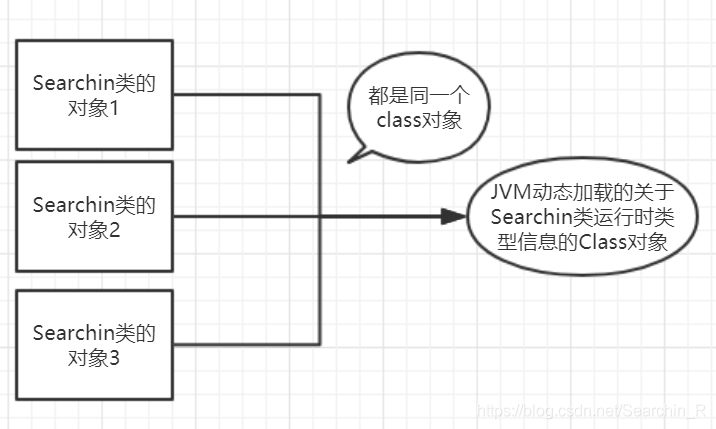 Searchin类的
对象1
都是同一个
class对象
Searchin类的
对象2
JVM动态加载的关于
Searchin类运行时类
型信息的Class对象
Searchin类的
对象3
https://blog.csdn.net/Searchin_R